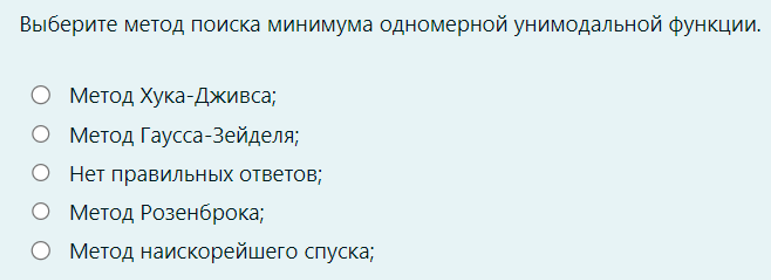 Выберите метод поиска минимума одномерной унимодальной функции.
Метод Хука-Дживса;
Метод Гаусса-Зейделя;
Нет правильных ответов;
Метод Розенброка;
Метод наискорейшего спуска;